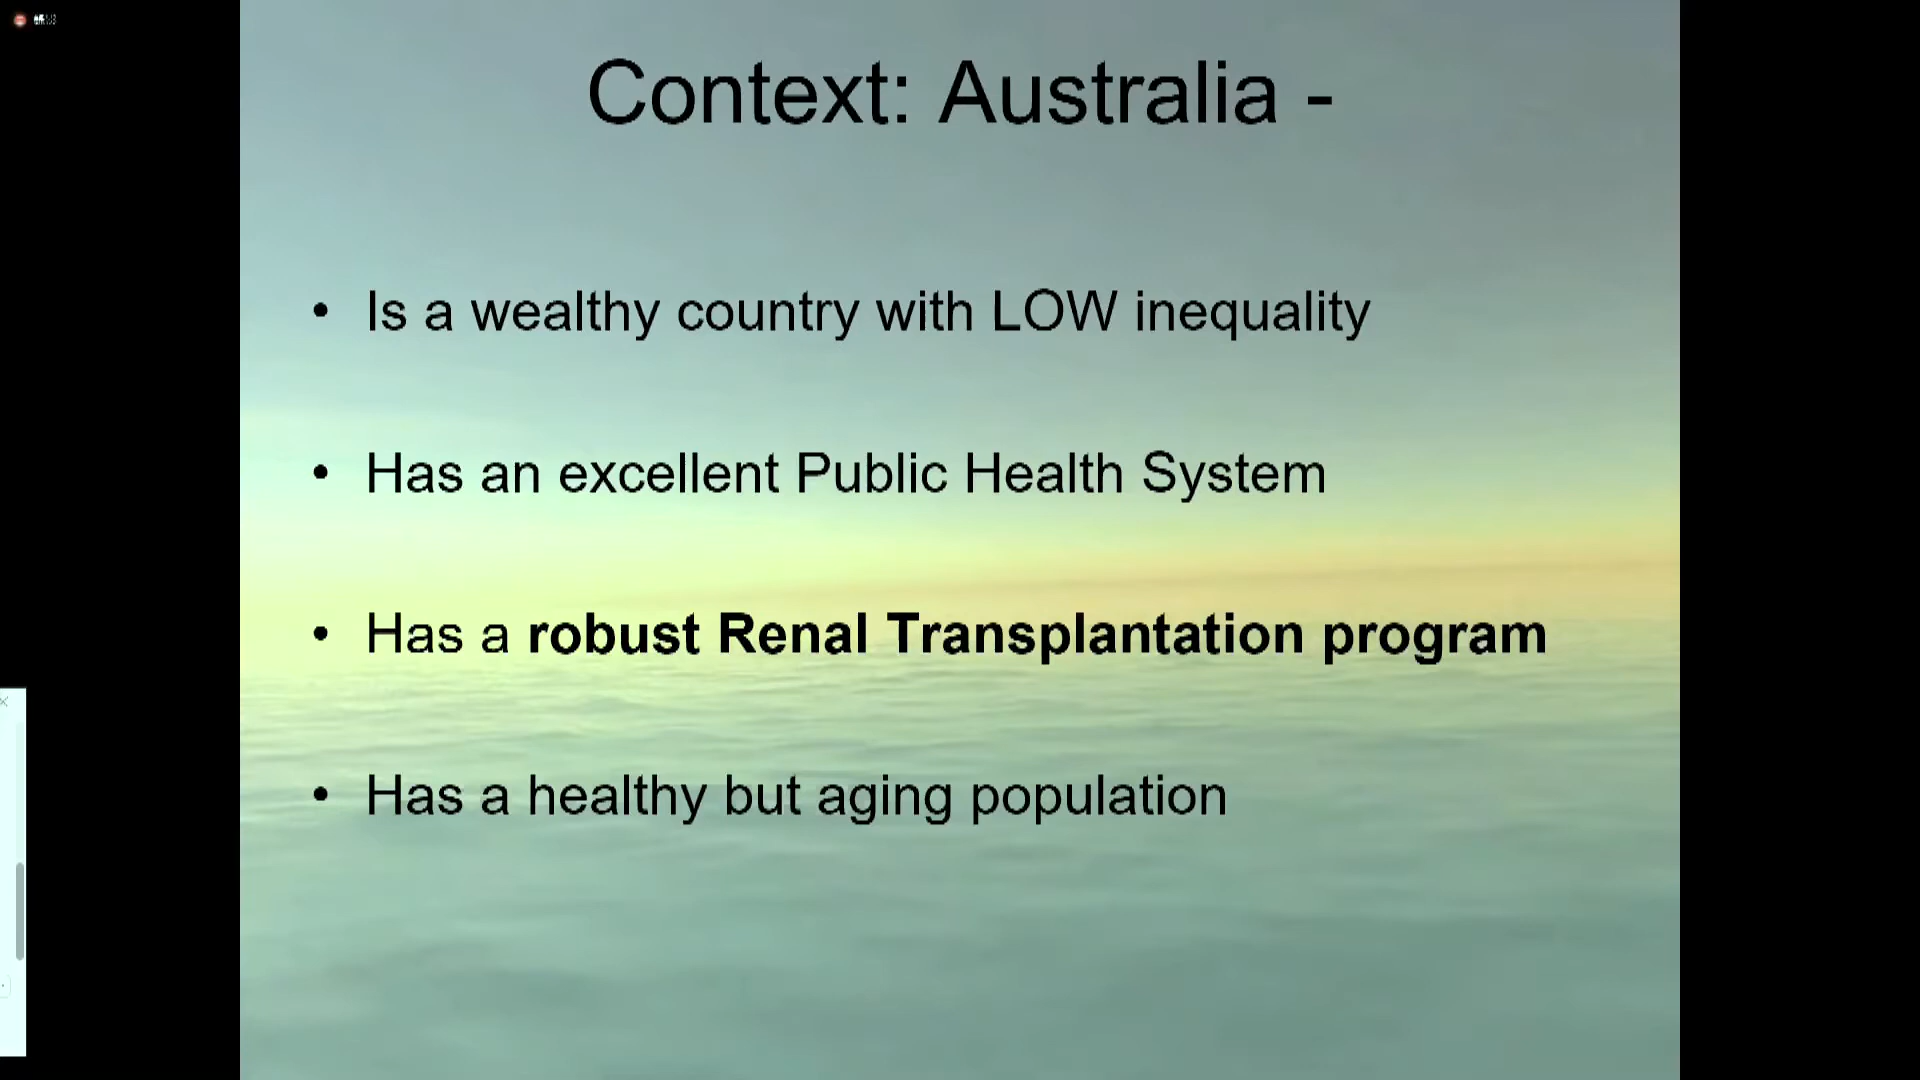 Context: Australia -
• Is a wealthy country with LOW inequality
• Has an excellent Public Health System
• Has a robust Renal Transplantation program
• Has a healthy but aging population